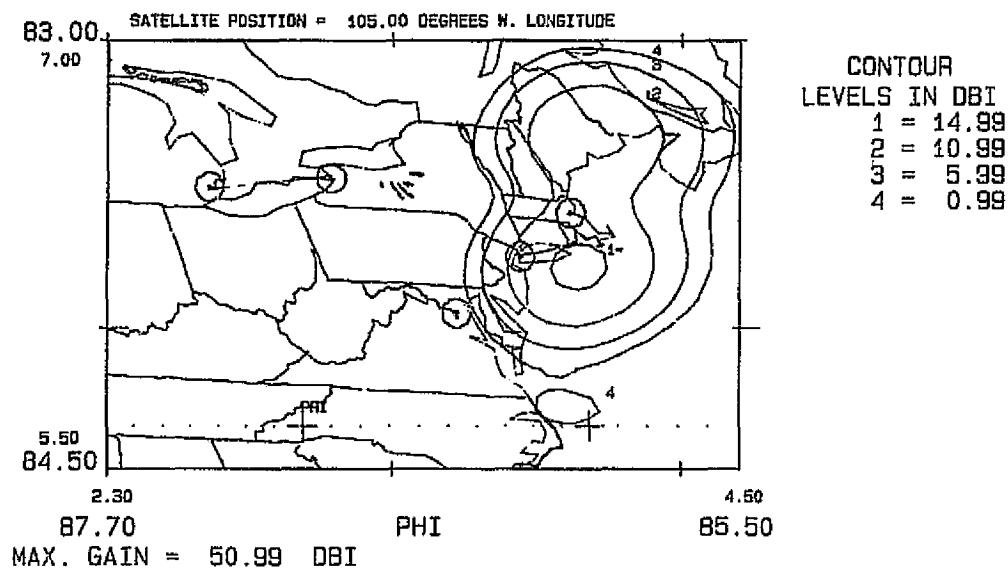 SATELLITE POSITION = 105.00 DEGREES W. LONGITUDE
83.00
7.00
4
3
2
1
4
PHI
5.50
84.50
2.30
4.50
87.70
PHI
85.50
MAX. GAIN = 50.99 DBI
CONTOUR
LEVELS IN DBI
1 = 14.99
2 = 10.99
3 = 5.99
4 = 0.99